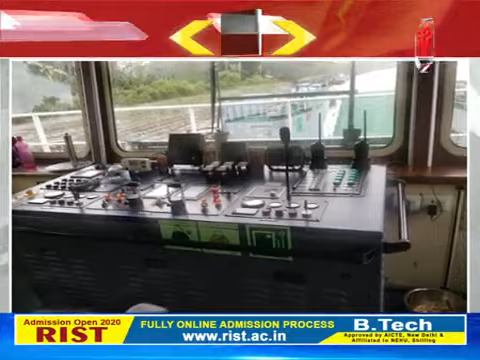 Admission Open 2020
RIST
FULLY ONLINE ADMISSION PROCESS
www.rist.ac.in
B.Tech
Approved by AICTE, New Delhi &
Affiliated to NEHU, Shillong